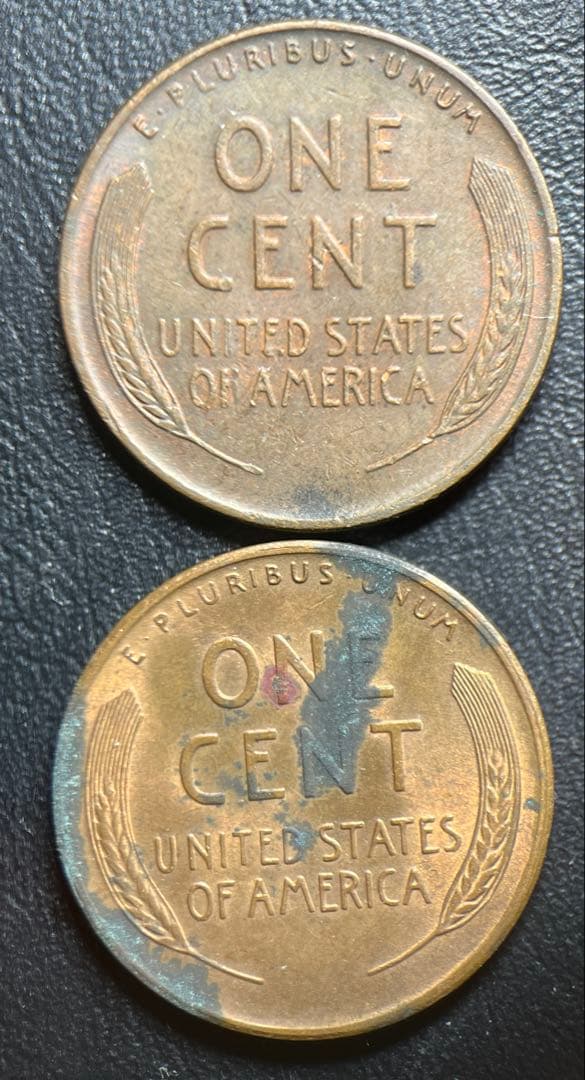 E·PLURIBUS·UNUM
ONE
CENT
UNITED STATES
OF AMERICA
E·PLURIBUS·UNUM
ONE
CENT
UNITED STATES
OF AMERICA